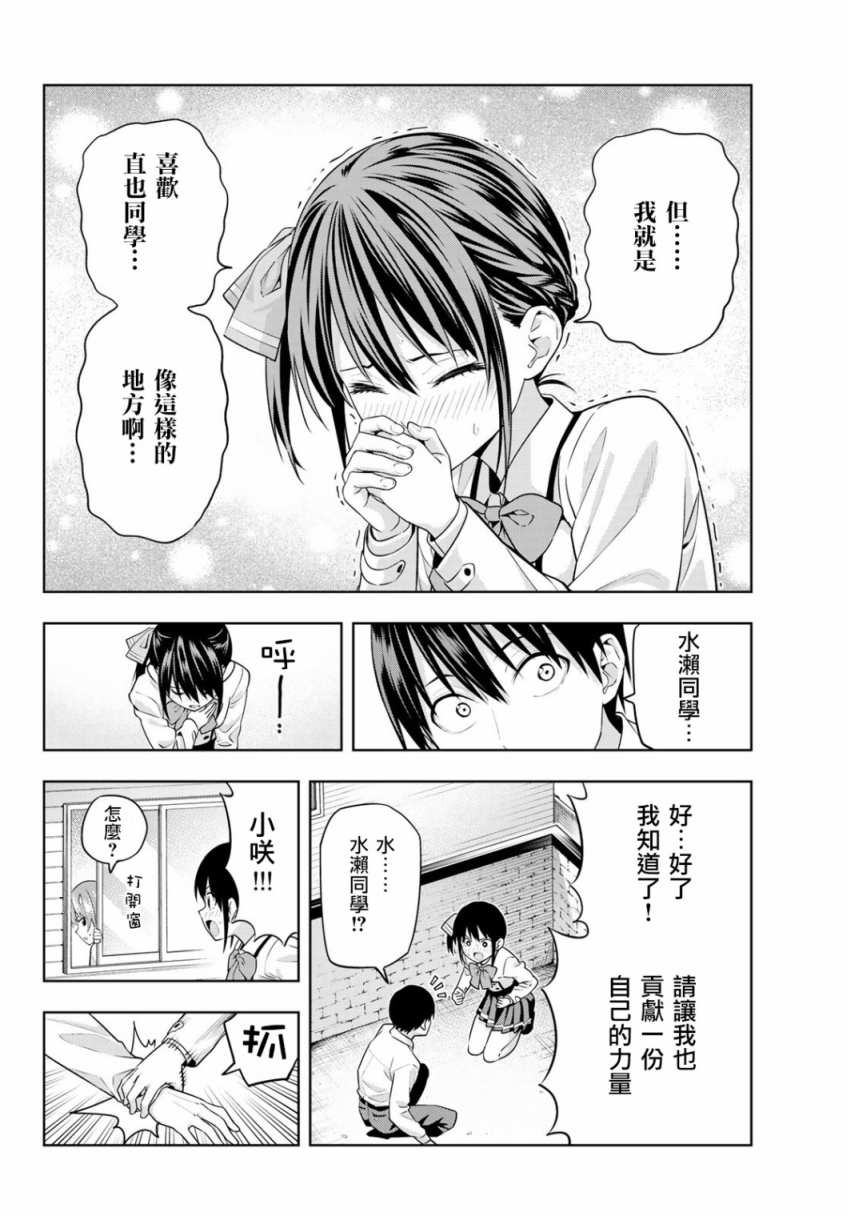 但……
我就是
喜歡
直也同學…
像這樣的
地方啊…
水瀨同學…
呼ー…
好…好了
我知道了！
請讓我也
貢獻一份
自己的力量
水……
水瀨同學!?
小咲!!!
怎麼?
打開窗
抓